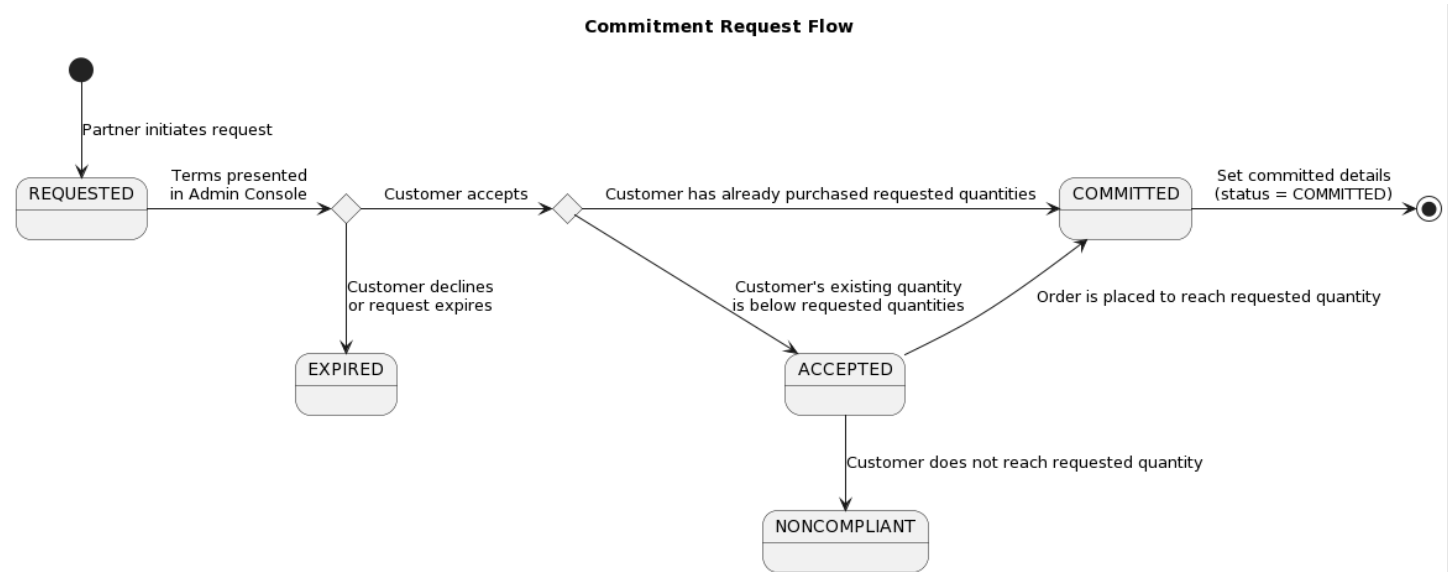 Commitment Request Flow
Partner initiates request
REQUESTED
Terms presented
in Admin Console
Customer accepts
Customer has already purchased requested quantities
COMMITTED
Set committed details
(status = COMMITTED)
Customer declines
or request expires
Customer's existing quantity
is below requested quantities
Order is placed to reach requested quantity
EXPIRED
ACCEPTED
Customer does not reach requested quantity
NONCOMPLIANT